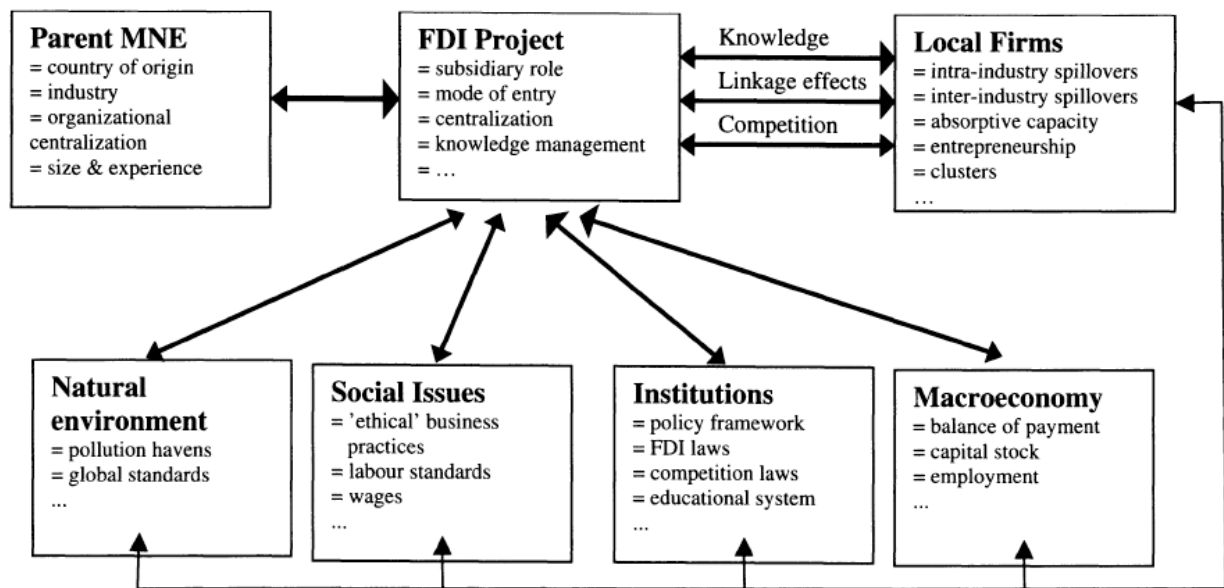 Parent MNE
= country of origin
= industry
= organizational
centralization
= size & experience
FDI Project
= subsidiary role
= mode of entry
= centralization
= knowledge management
= ...
Knowledge
Linkage effects
Competition
Local Firms
= intra-industry spillovers
= inter-industry spillovers
= absorptive capacity
= entrepreneurship
= clusters
...
Natural
environment
= pollution havens
= global standards
...
Social Issues
= 'ethical' business
practices
= labour standards
= wages
...
Institutions
= policy framework
= FDI laws
= competition laws
= educational system
...
Macroeconomy
= balance of payment
= capital stock
= employment
...